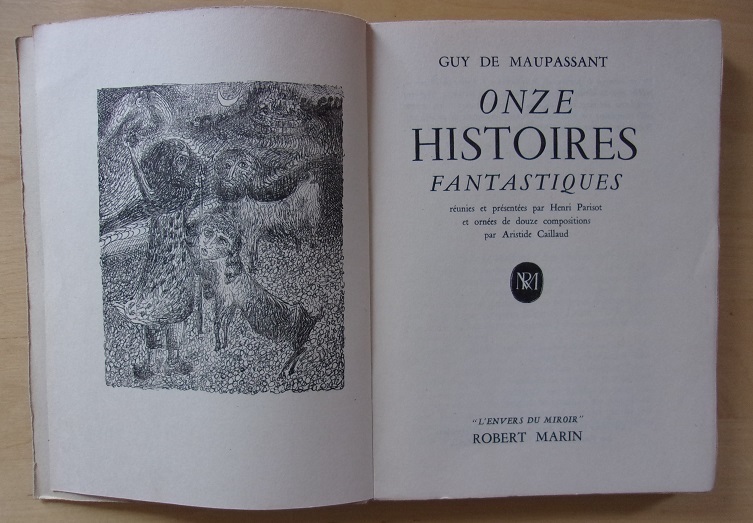 GUY DE MAUPASSANT
ONZE
HISTOIRES
FANTASTIQUES
réunies et présentées par Henri Parisot
et ornées de douze compositions
par Aristide Caillaud
RM
"L'ENVERS DU MIROIR"
ROBERT MARIN